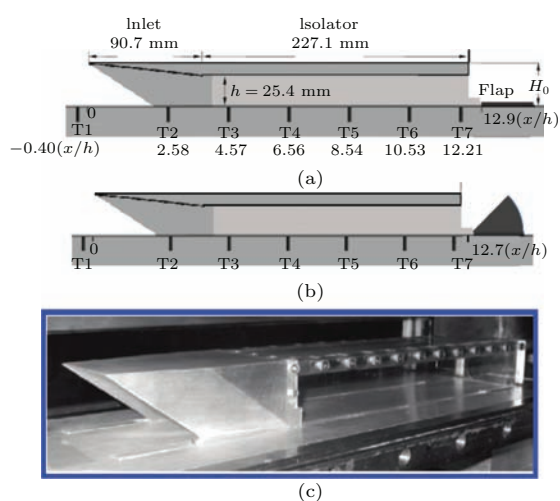 lnlet
lsolator
90.7 mm
227.1 mm
h = 25.4 mm
H0
Flap
0
T1 T2 T3 T4 T5 T6 T7 12.9(x/h)
−0.40(x/h) 2.58 4.57 6.56 8.54 10.53 12.21
(a)
0
T1 T2 T3 T4 T5 T6 T7 12.7(x/h)
(b)
(c)